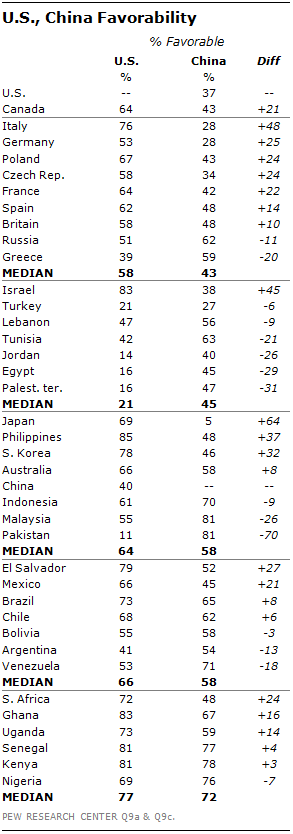 U.S., China Favorability
% Favorable
U.S. China Diff
% %
U.S. -- 37 --
Canada 64 43 +21
Italy 76 28 +48
Germany 53 28 +25
Poland 67 43 +24
Czech Rep. 58 34 +24
France 64 42 +22
Spain 62 48 +14
Britain 58 48 +10
Russia 51 62 -11
Greece 39 59 -20
MEDIAN 58 43
Israel 83 38 +45
Turkey 21 27 -6
Lebanon 47 56 -9
Tunisia 42 63 -21
Jordan 14 40 -26
Egypt 16 45 -29
Palest. ter. 16 47 -31
MEDIAN 21 45
Japan 69 5 +64
Philippines 85 48 +37
S. Korea 78 46 +32
Australia 66 58 +8
China 40 -- --
Indonesia 61 70 -9
Malaysia 55 81 -26
Pakistan 11 81 -70
MEDIAN 64 58
El Salvador 79 52 +27
Mexico 66 45 +21
Brazil 73 65 +8
Chile 68 62 +6
Bolivia 55 58 -3
Argentina 41 54 -13
Venezuela 53 71 -18
MEDIAN 66 58
S. Africa 72 48 +24
Ghana 83 67 +16
Uganda 73 59 +14
Senegal 81 77 +4
Kenya 81 78 +3
Nigeria 69 76 -7
MEDIAN 77 72
PEW RESEARCH CENTER Q9a & Q9c.